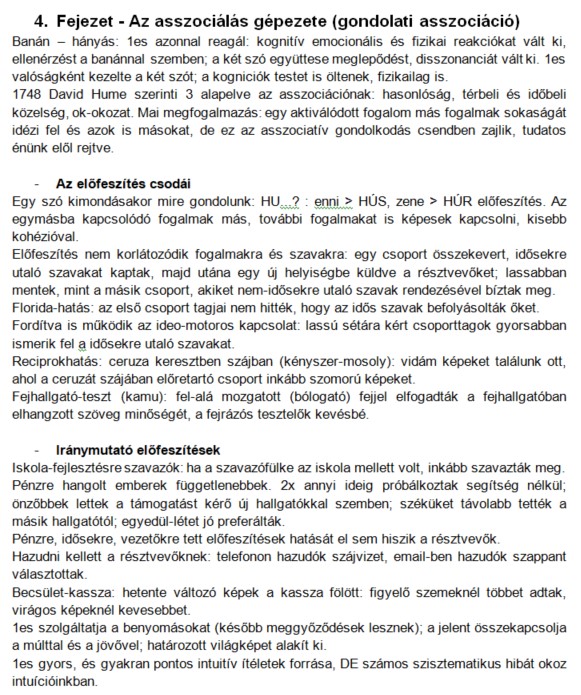 4. Fejezet - Az asszociálás gépezete (gondolati asszociáció)
Banán – hányás: 1es azonnal reagál: kognitív emocionális és fizikai reakciókat vált ki,
ellenérzést a banánnal szemben; a két szó együttese meglepődést, disszonanciát vált ki. 1es
valóságként kezelte a két szót; a kogniciók testet is öltenek, fizikailag is.
1748 David Hume szerinti 3 alapelve az asszociációnak: hasonlóság, térbeli és időbeli
közelség, ok-okozat. Mai megfogalmazás: egy aktiválódott fogalom más fogalmak sokaságát
idézi fel és azok is másokat, de ez az asszociatív gondolkodás csendben zajlik, tudatos
énünk elől rejtve.
- Az előfeszítés csodái
Egy szó kimondásakor mire gondolunk: HU...? : enni > HÚS, zene > HÚR előfeszítés. Az
egymásba kapcsolódó fogalmak más, további fogalmakat is képesek kapcsolni, kisebb
kohézióval.
Előfeszítés nem korlátozódik fogalmakra és szavakra: egy csoport összekevert, idősekre
utaló szavakat kaptak, majd utána egy új helyiségbe küldve a résztvevőket; lassabban
mentek, mint a másik csoport, akiket nem-idősekre utaló szavak rendezésével bíztak meg.
Florida-hatás: az első csoport tagjai nem hitték, hogy az idős szavak befolyásolták őket.
Fordítva is működik az ideo-motoros kapcsolat: lassú sétára kért csoporttagok gyorsabban
ismerik fel a idősekre utaló szavakat.
Reciprokhatás: ceruza keresztben szájban (kényszer-mosoly): vidám képeket találunk ott,
ahol a ceruzát szájában előretartó csoport inkább szomorú képeket.
Fejhallgató-teszt (kamu): fel-alá mozgatott (bólogató) fejjel elfogadták a fejhallgatóban
elhangzott szöveg minőségét, a fejrázós tesztelők kevésbé.
- Iránymutató előfeszítések
Iskola-fejlesztésre szavazók: ha a szavazófülke az iskola mellett volt, inkább szavazták meg.
Pénzre hangolt emberek függetlenebbek. 2x annyi ideig próbálkoztak segítség nélkül;
önzőbbek lettek a támogatást kérő új hallgatókkal szemben; széküket távolabb tették a
másik hallgatótól; egyedül-létet jó preferálták.
Pénzre, idősekre, vezetőkre tett előfeszítések hatását el sem hiszik a résztvevők.
Hazudni kellett a résztvevőknek: telefonon hazudók szájvizet, email-ben hazudók szappant
választottak.
Becsület-kassza: hetente változó képek a kassza fölött: figyelő szemeknél többet adtak,
virágos képeknél kevesebbet.
1es szolgáltatja a benyomásokat (később meggyőződések lesznek); a jelent összekapcsolja
a múlttal és a jövővel; határozott világképet alakít ki.
1es gyors, és gyakran pontos intuitív ítéletek forrása, DE számos szisztematikus hibát okoz
intuícióinkban.